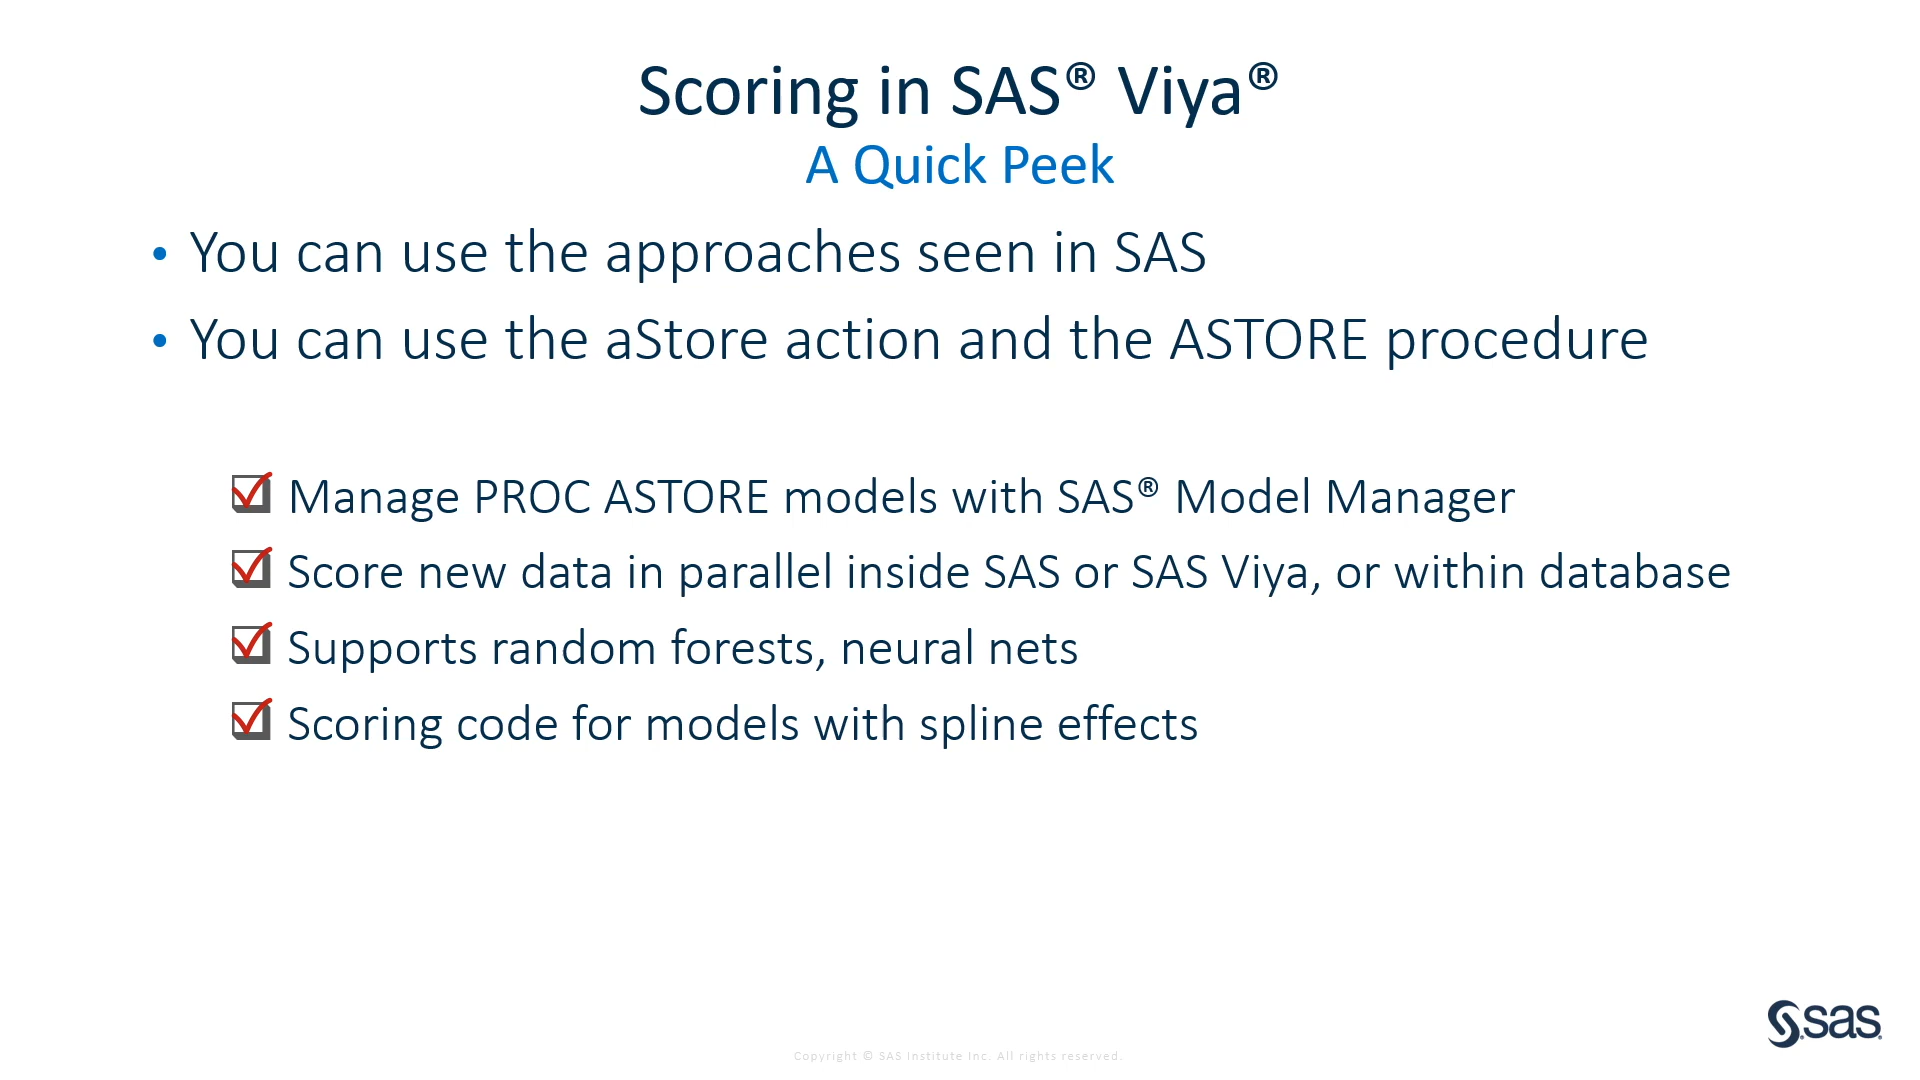 Scoring in SAS® Viya®
A Quick Peek
• You can use the approaches seen in SAS
• You can use the aStore action and the ASTORE procedure
Manage PROC ASTORE models with SAS® Model Manager
Score new data in parallel inside SAS or SAS Viya, or within database
Supports random forests, neural nets
Scoring code for models with spline effects
sas
Copyright © SAS Institute Inc. All rights reserved.